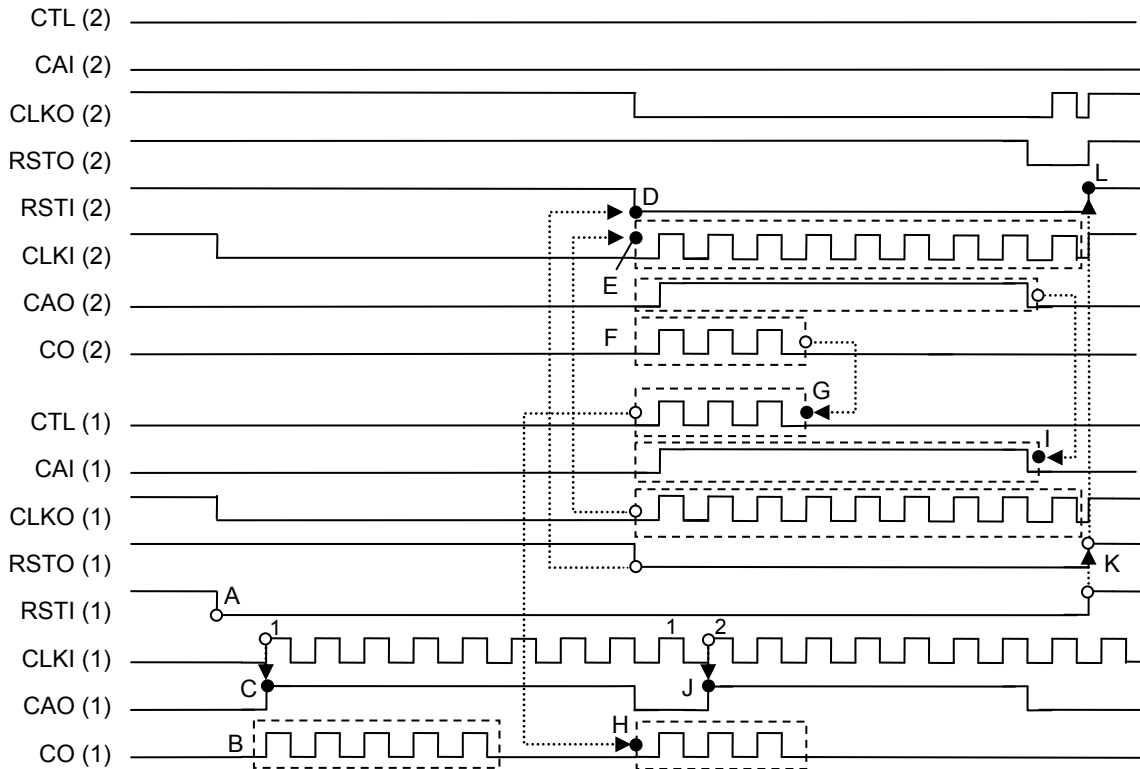 CTL (2)
CAI (2)
CLKO (2)
RSTO (2)
L
RSTI (2)
D
CLKI (2)
E
CAO (2)
F
CO (2)
G
CTL (1)
I
CAI (1)
CLKO (1)
RSTO (1)
K
A
RSTI (1)
1 1 2
CLKI (1)
C J
CAO (1)
B H
CO (1)